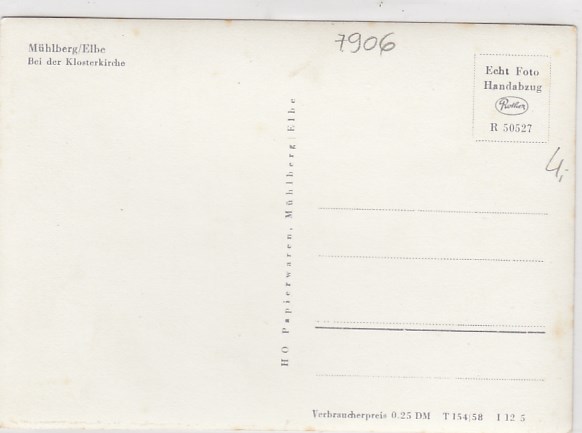 Mühlberg/Elbe
Bei der Klosterkirche
7906
Echt Foto
Handabzug
R 50527
4,-
HO Papierwaren, Mühlberg/Elbe
Verbraucherpreis 0.25 DM T 154/58 I 12 5